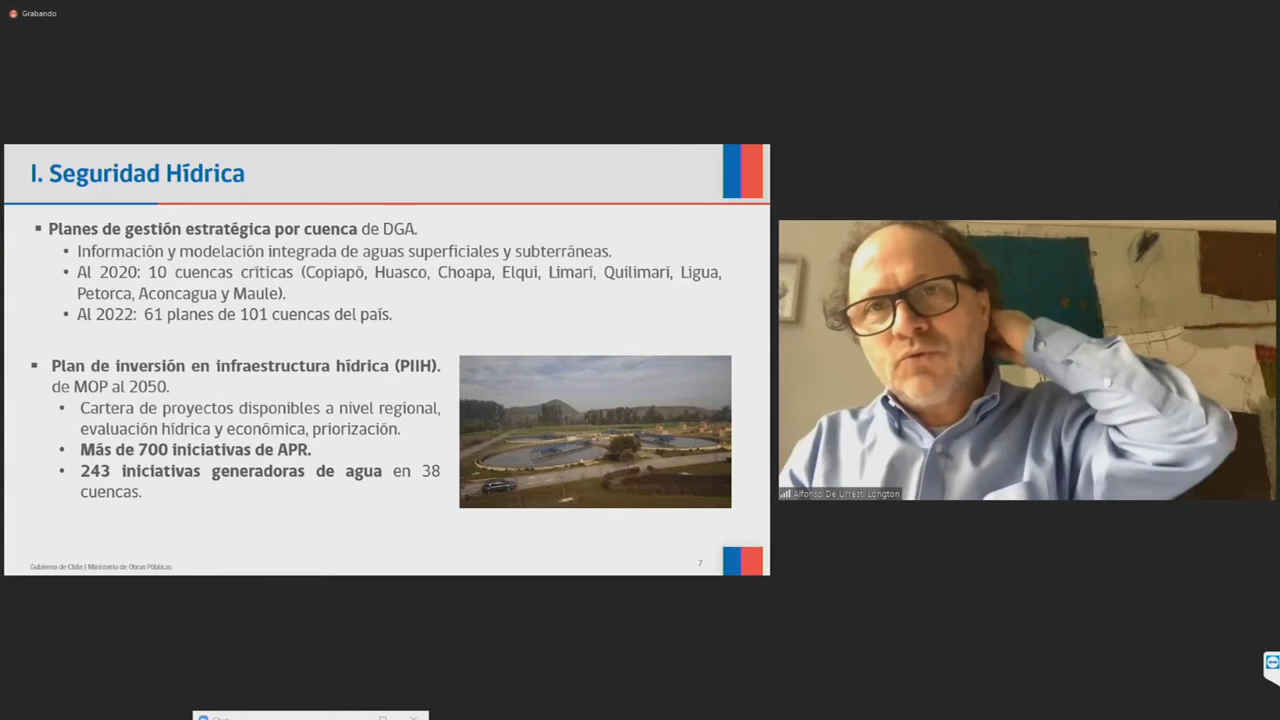 Grabando
I. Seguridad Hídrica
▪ Planes de gestión estratégica por cuenca de DGA.
• Información y modelación integrada de aguas superficiales y subterráneas.
• Al 2020: 10 cuencas críticas (Copiapó, Huasco, Choapa, Elqui, Limarí, Quilimarí, Ligua,
Petorca, Aconcagua y Maule).
• Al 2022: 61 planes de 101 cuencas del país.
▪ Plan de inversión en infraestructura hídrica (PIIH).
de MOP al 2050.
• Cartera de proyectos disponibles a nivel regional,
evaluación hídrica y económica, priorización.
• Más de 700 iniciativas de APR.
• 243 iniciativas generadoras de agua en 38
cuencas.
Gobierno de Chile | Ministerio de Obras Públicas
7
Alfonso De Urresti Longton
Chat